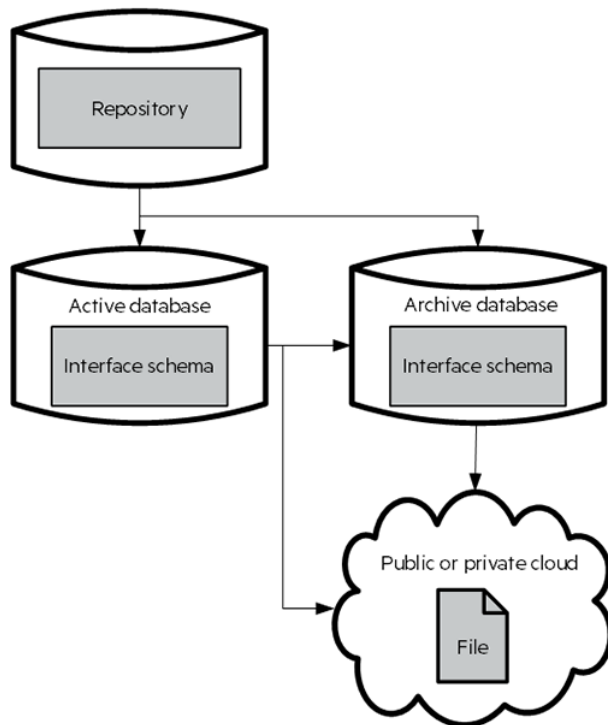 Repository
Active database
Interface schema
Archive database
Interface schema
Public or private cloud
File